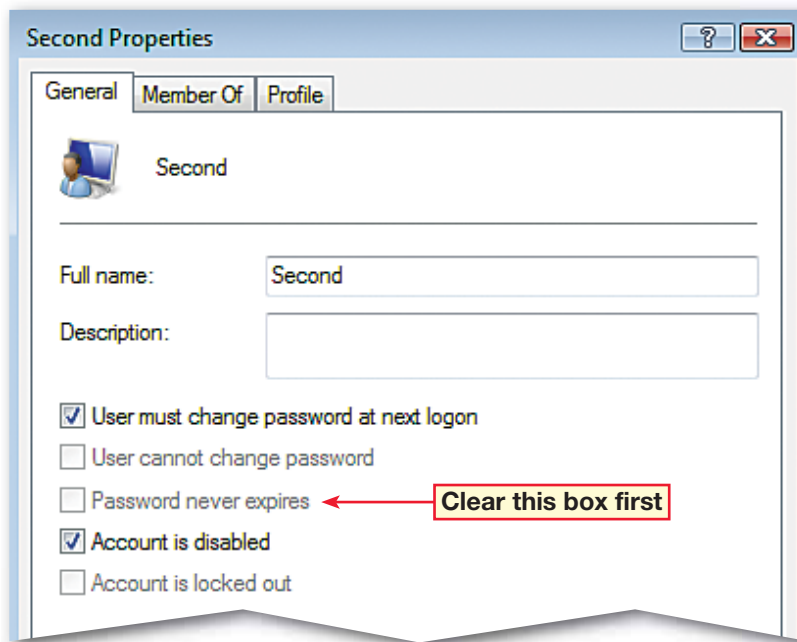 Second Properties
?
X
General Member Of Profile
Second
Full name: Second
Description:
User must change password at next logon
User cannot change password
Password never expires Clear this box first
Account is disabled
Account is locked out